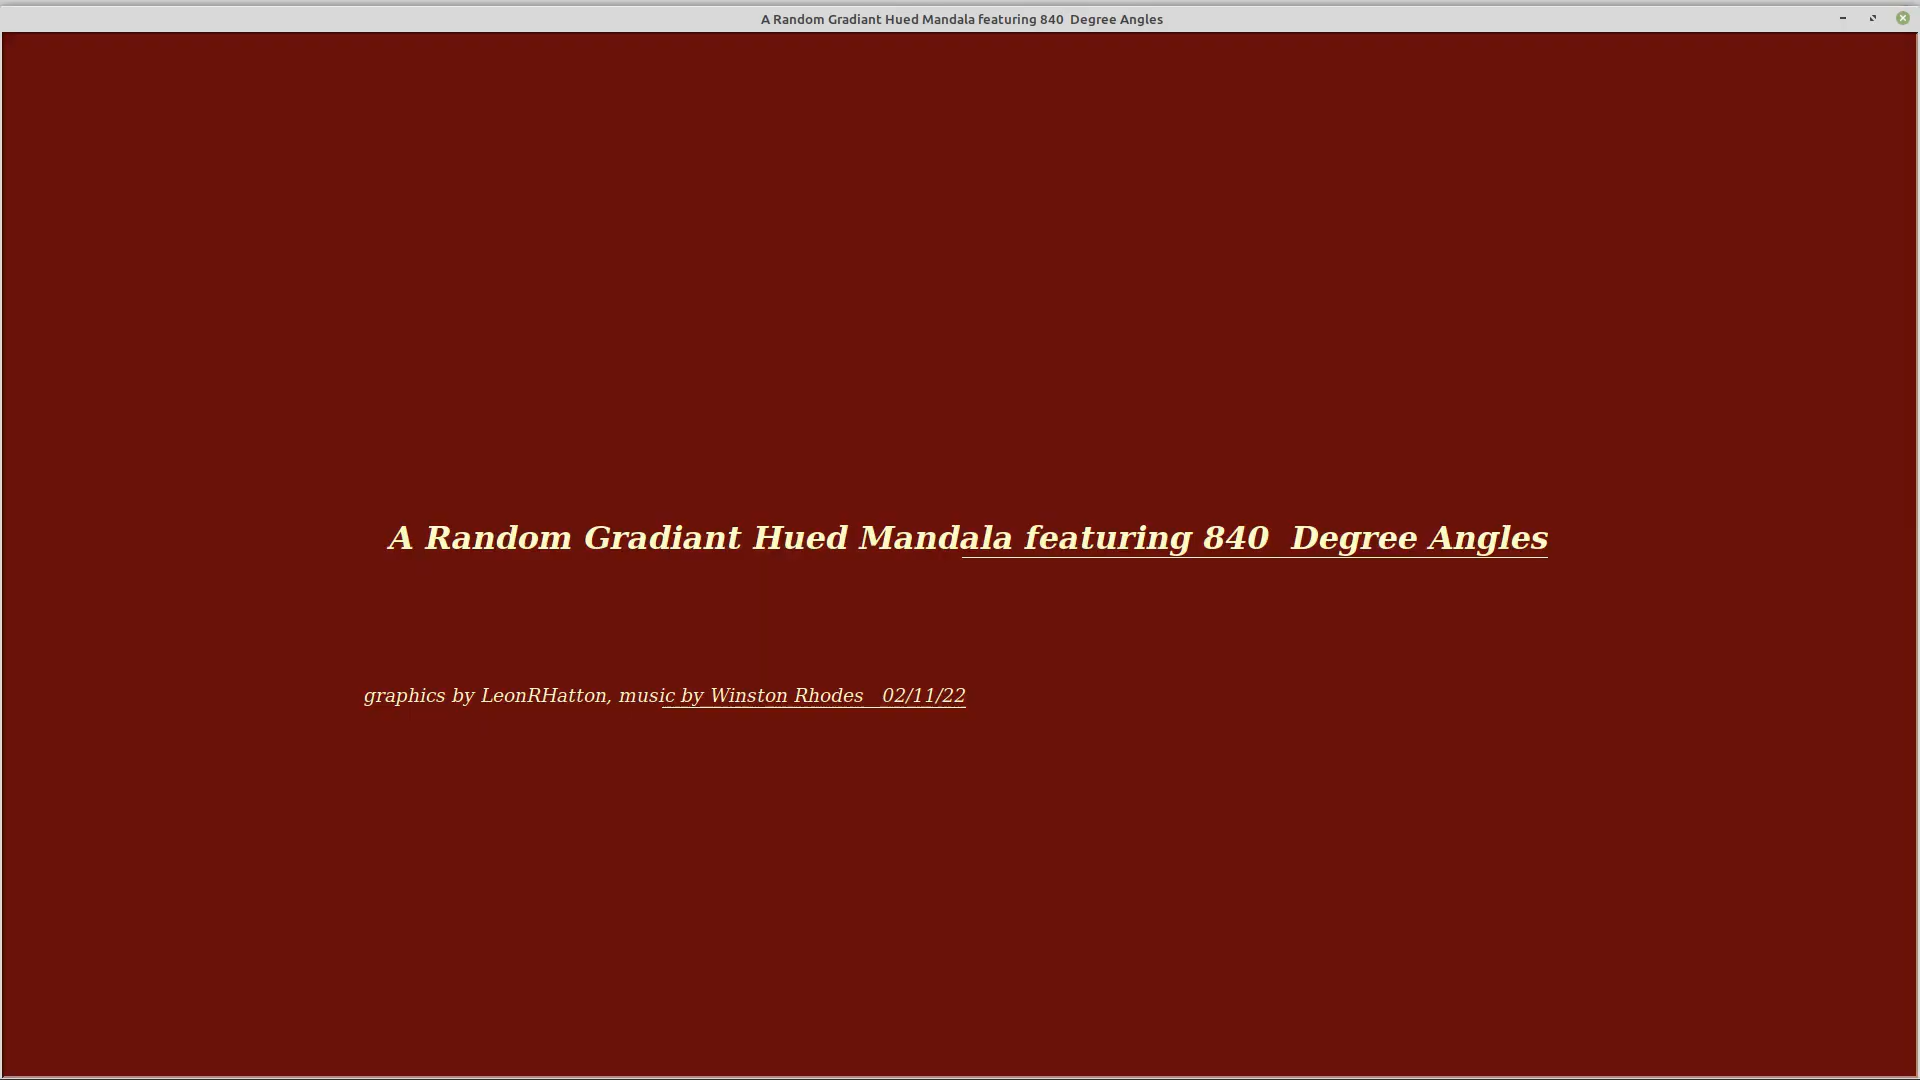 A Random Gradiant Hued Mandala featuring 840  Degree Angles
A Random Gradiant Hued Mandala featuring 840  Degree Angles
graphics by LeonRHatton, music by Winston Rhodes   02/11/22